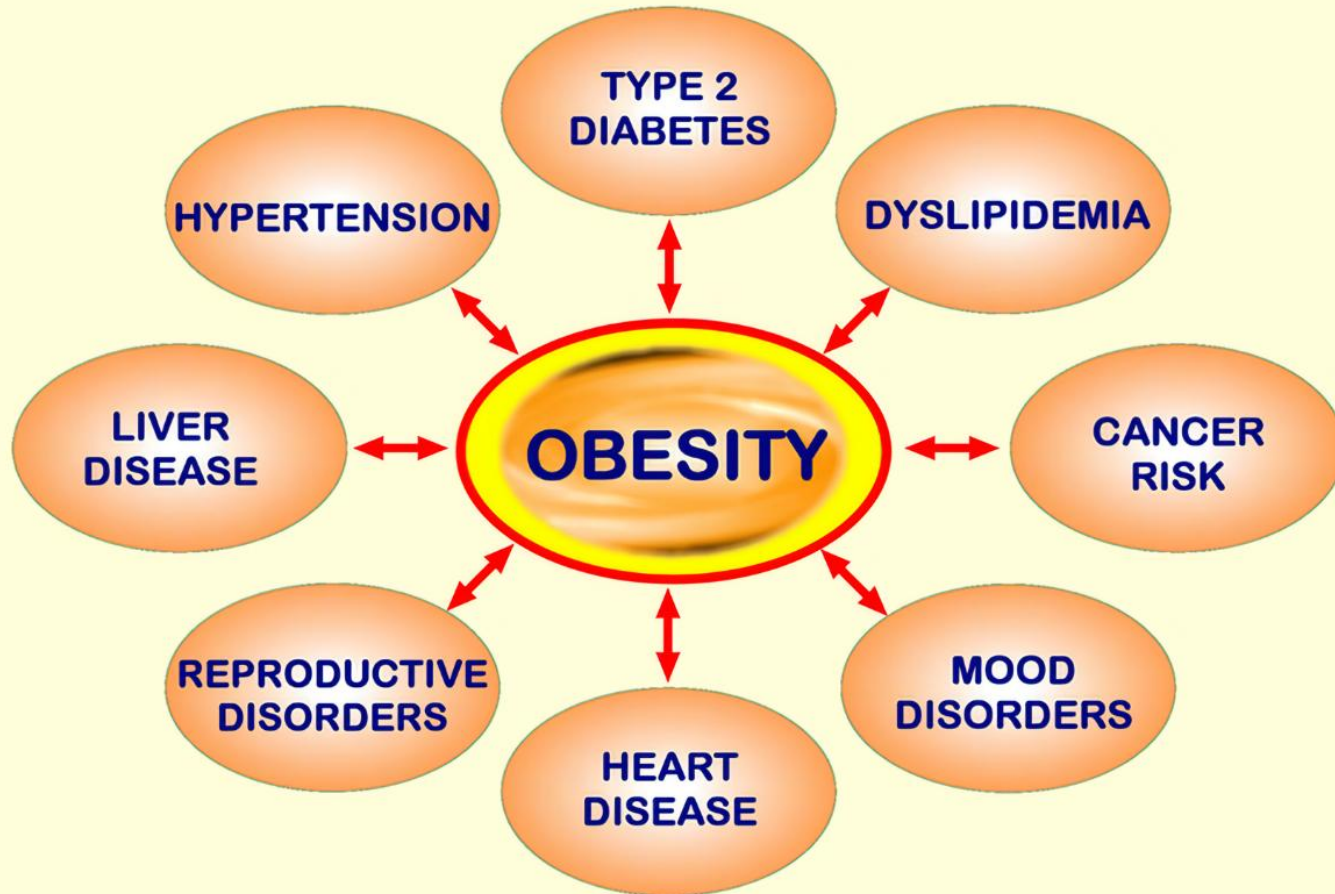 TYPE 2
DIABETES
HYPERTENSION
DYSLIPIDEMIA
LIVER
DISEASE
OBESITY
CANCER
RISK
REPRODUCTIVE
DISORDERS
MOOD
DISORDERS
HEART
DISEASE